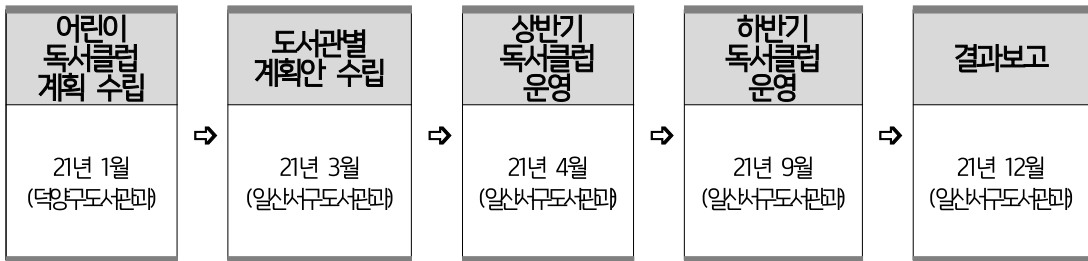 어린이
독서클럽
계획 수립
21년 1월
(덕양구도서관과)
⇨
도서관별
계획안 수립
21년 3월
(일산서구도서관과)
⇨
상반기
독서클럽
운영
21년 4월
(일산서구도서관과)
⇨
하반기
독서클럽
운영
21년 9월
(일산서구도서관과)
⇨
결과보고
21년 12월
(일산서구도서관과)